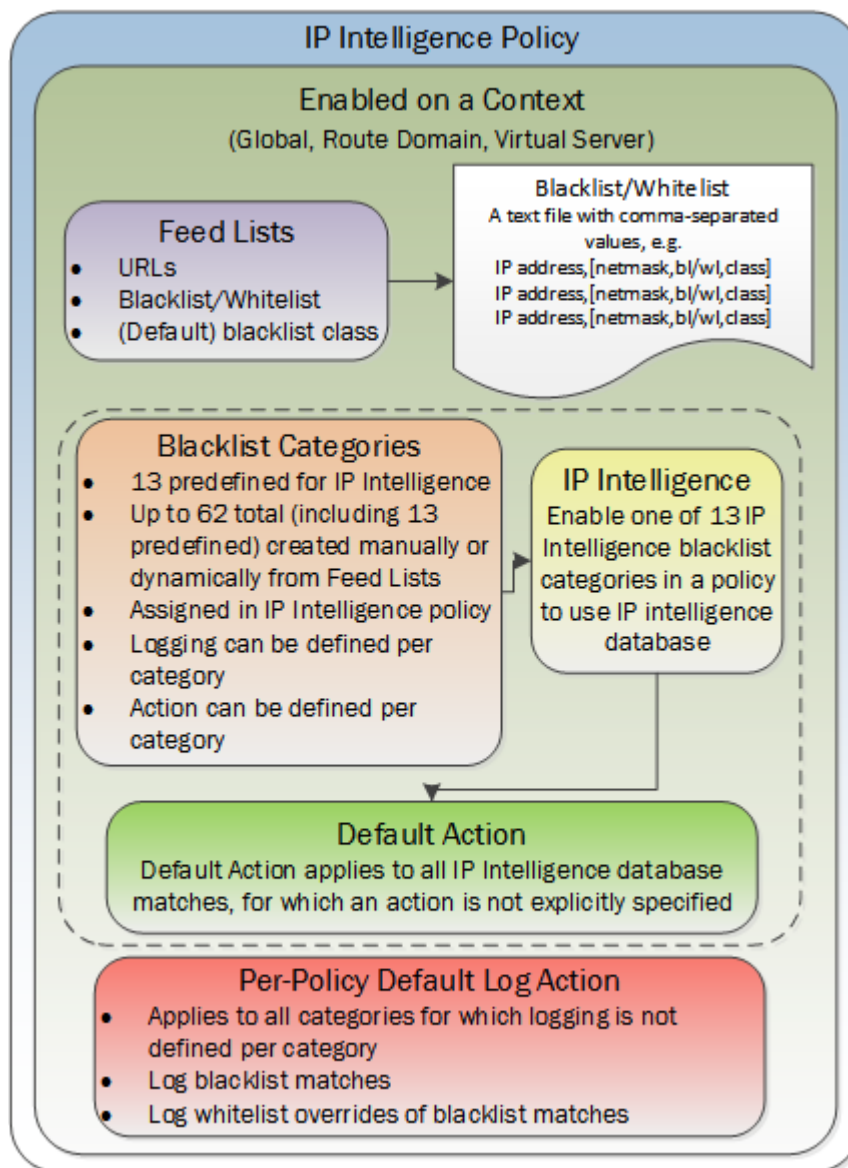 IP Intelligence Policy
Enabled on a Context
(Global, Route Domain, Virtual Server)
Feed Lists
• URLs
• Blacklist/Whitelist
• (Default) blacklist class
Blacklist/Whitelist
A text file with comma-separated
values, e.g.
IP address,[netmask,bl/wl,class]
IP address,[netmask,bl/wl,class]
IP address,[netmask,bl/wl,class]
Blacklist Categories
• 13 predefined for IP Intelligence
• Up to 62 total (including 13
predefined) created manually or
dynamically from Feed Lists
• Assigned in IP Intelligence policy
• Logging can be defined per
category
• Action can be defined per
category
IP Intelligence
Enable one of 13 IP
Intelligence blacklist
categories in a policy
to use IP intelligence
database
Default Action
Default Action applies to all IP Intelligence database
matches, for which an action is not explicitly specified
Per-Policy Default Log Action
• Applies to all categories for which logging is not
defined per category
• Log blacklist matches
• Log whitelist overrides of blacklist matches